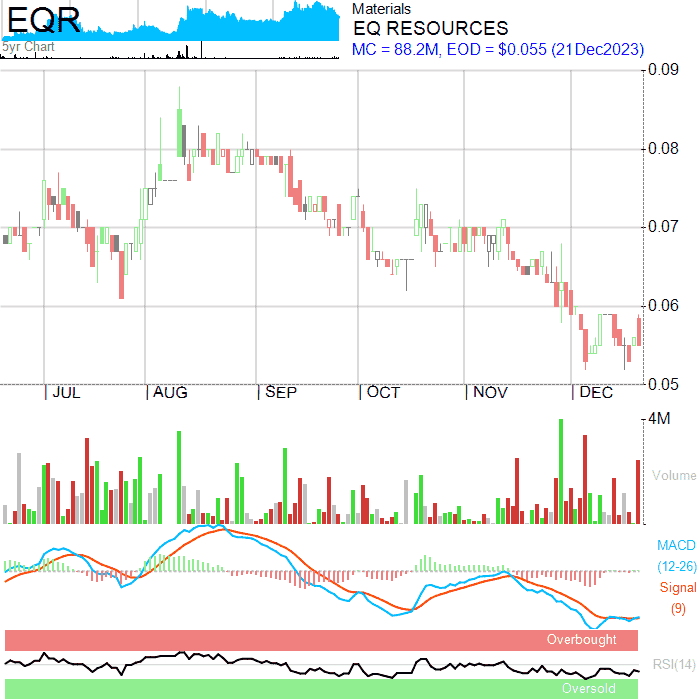 EQR
5yr Chart
Materials
EQ RESOURCES
MC = 88.2M, EOD = $0.055 (21Dec2023)
0.09
0.08
0.07
0.06
0.05
JUL
AUG
SEP
OCT
NOV
DEC
4M
Volume
MACD
(12-26)
Signal
(9)
Overbought
RSI(14)
Oversold